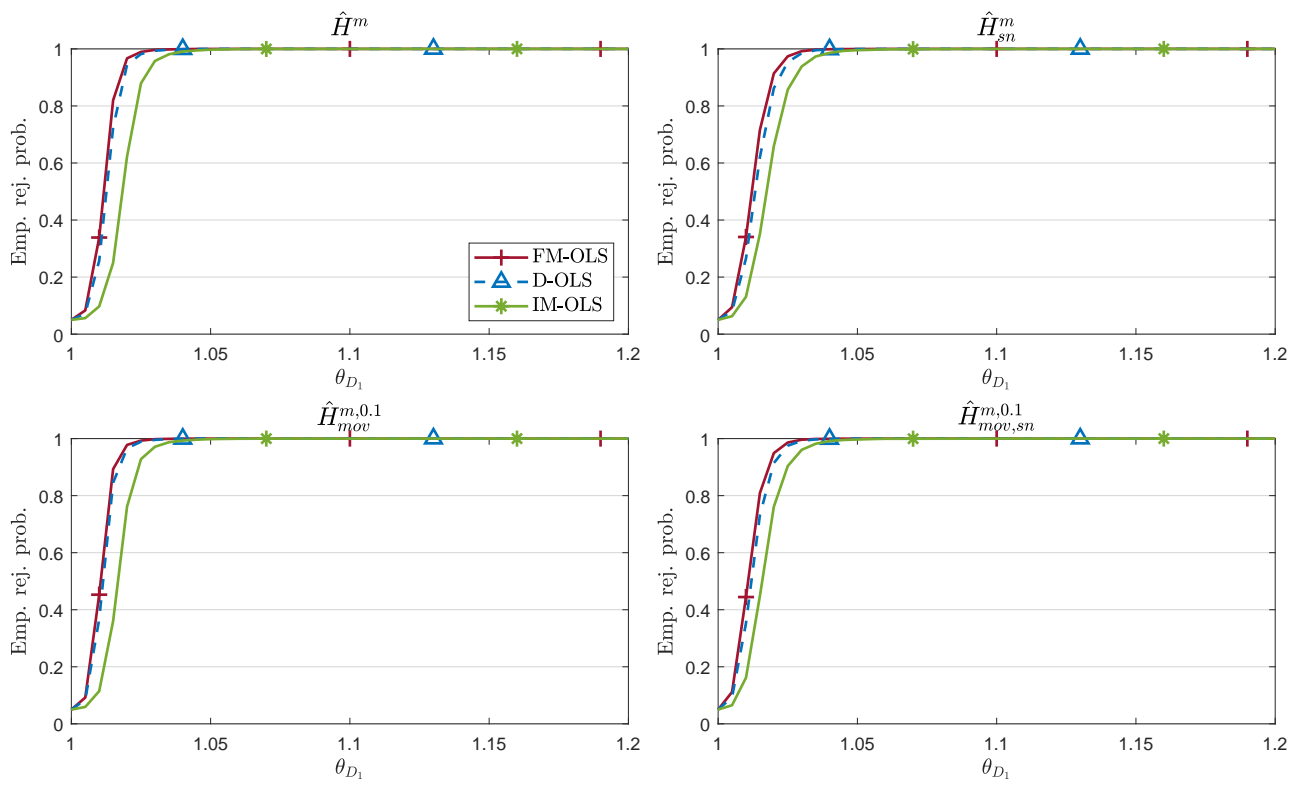 Ĥ^m
Emp. rej. prob.
1
0.8
0.6
0.4
0.2
0
FM-OLS
D-OLS
IM-OLS
1 1.05 1.1 1.15 1.2
θ_{D_1}
Ĥ^m_{sn}
Emp. rej. prob.
1
0.8
0.6
0.4
0.2
0
1 1.05 1.1 1.15 1.2
θ_{D_1}
Ĥ^{m,0.1}_{mov}
Emp. rej. prob.
1
0.8
0.6
0.4
0.2
0
1 1.05 1.1 1.15 1.2
θ_{D_1}
Ĥ^{m,0.1}_{mov,sn}
Emp. rej. prob.
1
0.8
0.6
0.4
0.2
0
1 1.05 1.1 1.15 1.2
θ_{D_1}